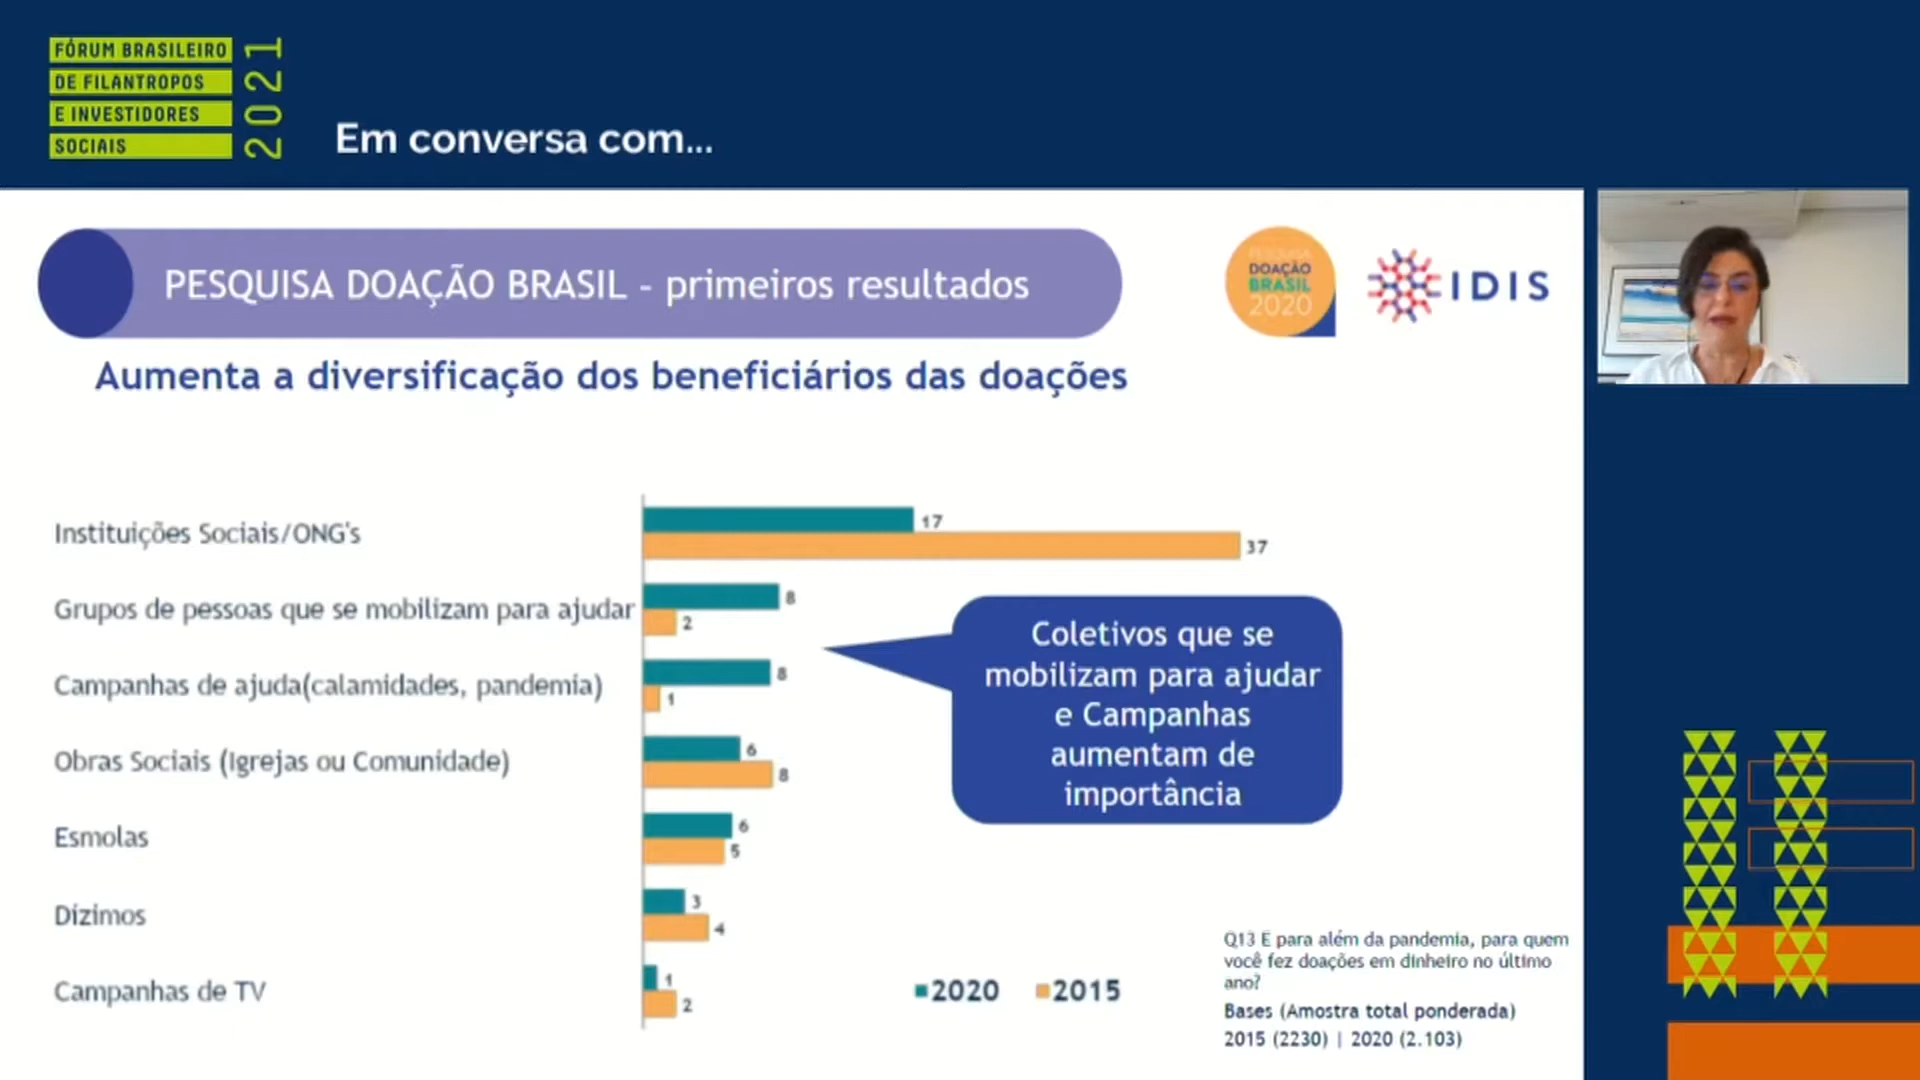 FÓRUM BRASILEIRO
DE FILANTROPOS
E INVESTIDORES
SOCIAIS
2021
Em conversa com...
PESQUISA DOAÇÃO BRASIL - primeiros resultados
PESQUISA
DOAÇÃO
BRASIL
2020
IDIS
Aumenta a diversificação dos beneficiários das doações
Instituições Sociais/ONG's
17
37
Grupos de pessoas que se mobilizam para ajudar
8
2
Campanhas de ajuda(calamidades, pandemia)
8
1
Obras Sociais (Igrejas ou Comunidade)
6
8
Esmolas
6
5
Dízimos
3
4
Campanhas de TV
1
2
Coletivos que se
mobilizam para ajudar
e Campanhas
aumentam de
importância
2020
2015
Q13 E para além da pandemia, para quem
você fez doações em dinheiro no último
ano?
Bases (Amostra total ponderada)
2015 (2230) | 2020 (2.103)